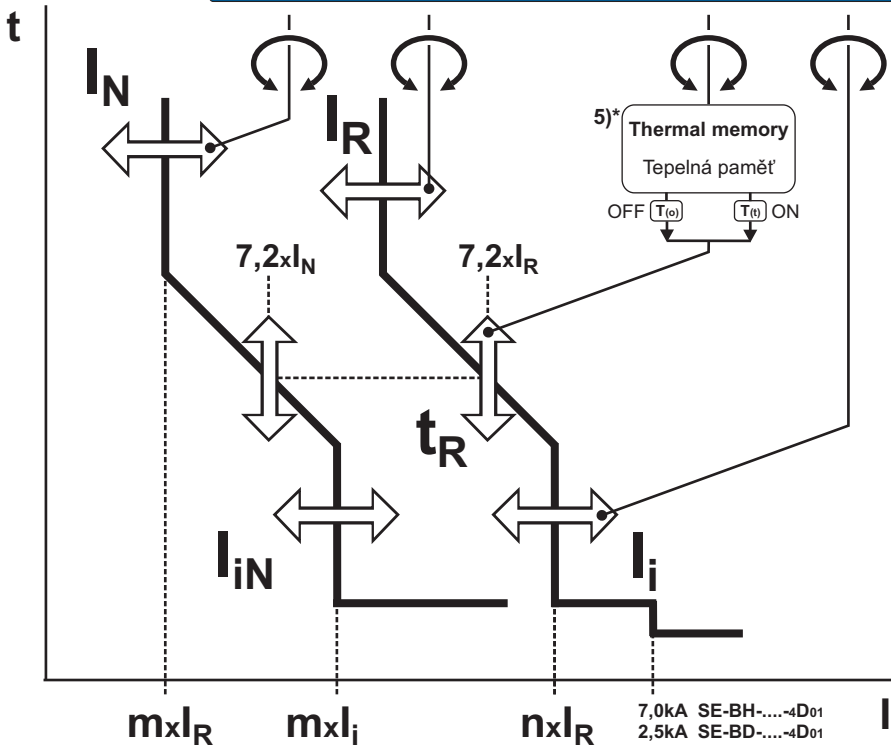 t
I_N
I_R
5)*
Thermal memory
Tepelná paměť
OFF T(o) T(t) ON
7,2xI_N
7,2xI_R
t_R
I_iN
I_i
mxI_R
mxI_i
nxI_R
7,0kA SE-BH-....-4D01
2,5kA SE-BD-....-4D01
I